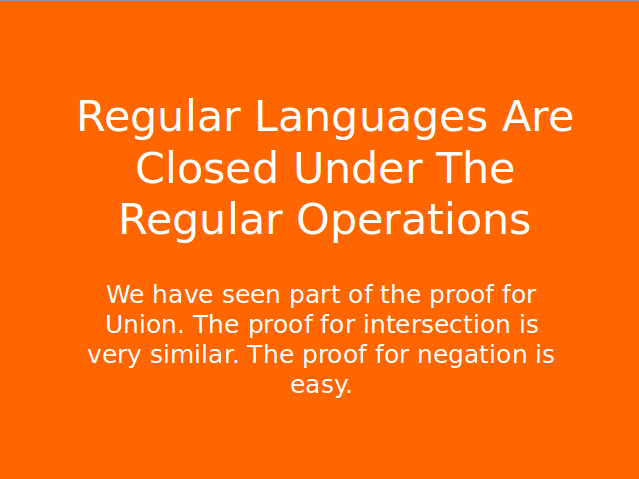 Regular Languages Are
Closed Under The
Regular Operations
We have seen part of the proof for
Union. The proof for intersection is
very similar. The proof for negation is
easy.